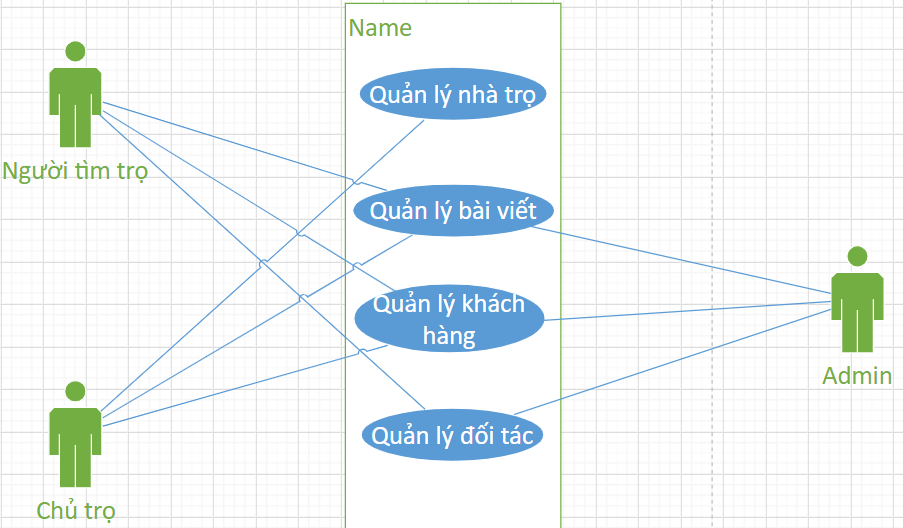 Name
Quản lý nhà trọ
Người tìm trọ
Quản lý bài viết
Quản lý khách
hàng
Admin
Quản lý đối tác
Chủ trọ